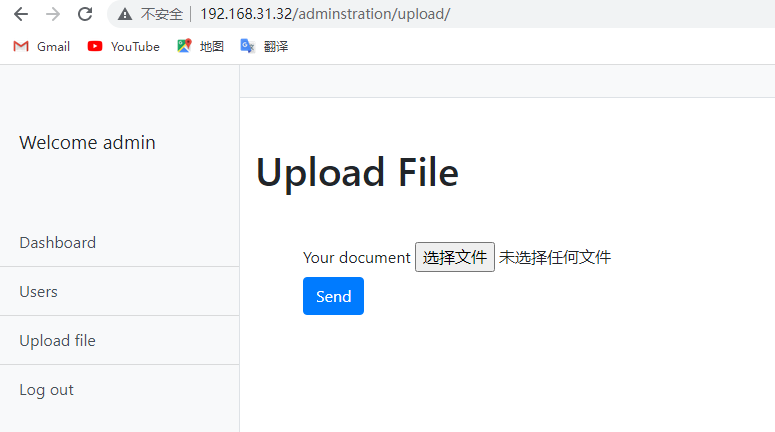 不安全 192.168.31.32/adminstration/upload/
Gmail YouTube 地图 翻译
Welcome admin
Dashboard
Users
Upload file
Log out
Upload File
Your document 选择文件 未选择任何文件
Send